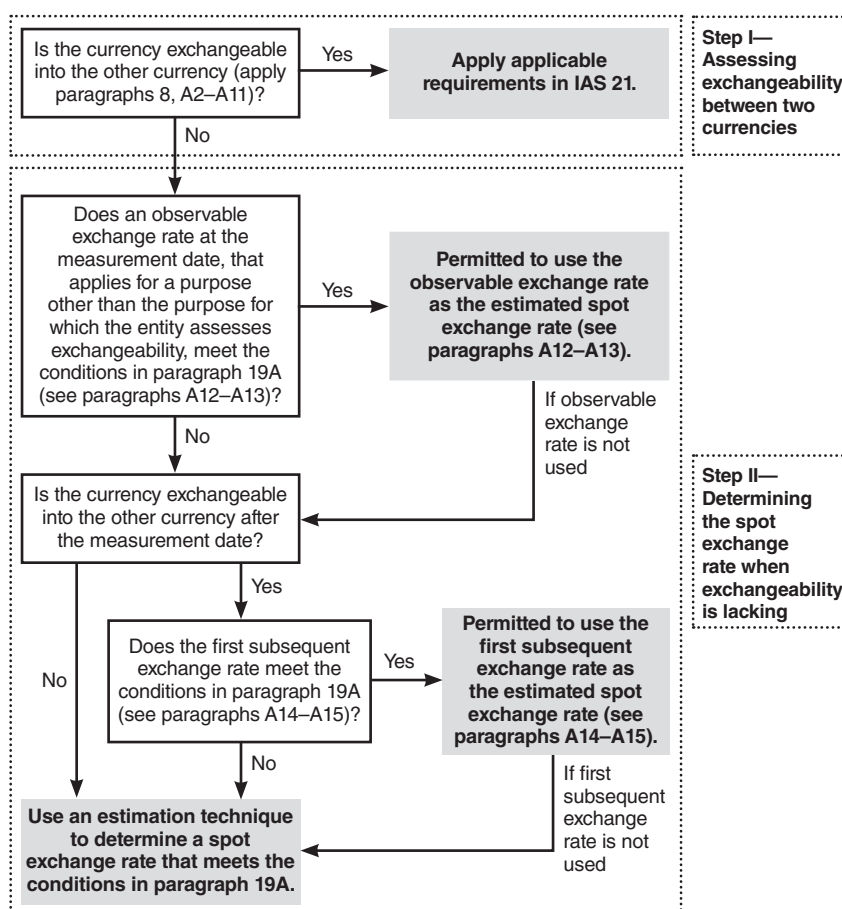 Is the currency exchangeable
into the other currency (apply
paragraphs 8, A2–A11)?
Yes
Apply applicable
requirements in IAS 21.
Step I—
Assessing
exchangeability
between two
currencies
No
Does an observable
exchange rate at the
measurement date, that
applies for a purpose
other than the purpose for
which the entity assesses
exchangeability, meet the
conditions in paragraph 19A
(see paragraphs A12–A13)?
Yes
Permitted to use the
observable exchange rate
as the estimated spot
exchange rate (see
paragraphs A12–A13).
If observable
exchange
rate is not
used
No
Is the currency exchangeable
into the other currency after
the measurement date?
Step II—
Determining
the spot
exchange
rate when
exchangeability
is lacking
Yes
No
Does the first subsequent
exchange rate meet the
conditions in paragraph 19A
(see paragraphs A14–A15)?
Yes
Permitted to use the
first subsequent
exchange rate as
the estimated spot
exchange rate (see
paragraphs A14–A15).
No
If first
subsequent
exchange
rate is not
used
Use an estimation technique
to determine a spot
exchange rate that meets the
conditions in paragraph 19A.